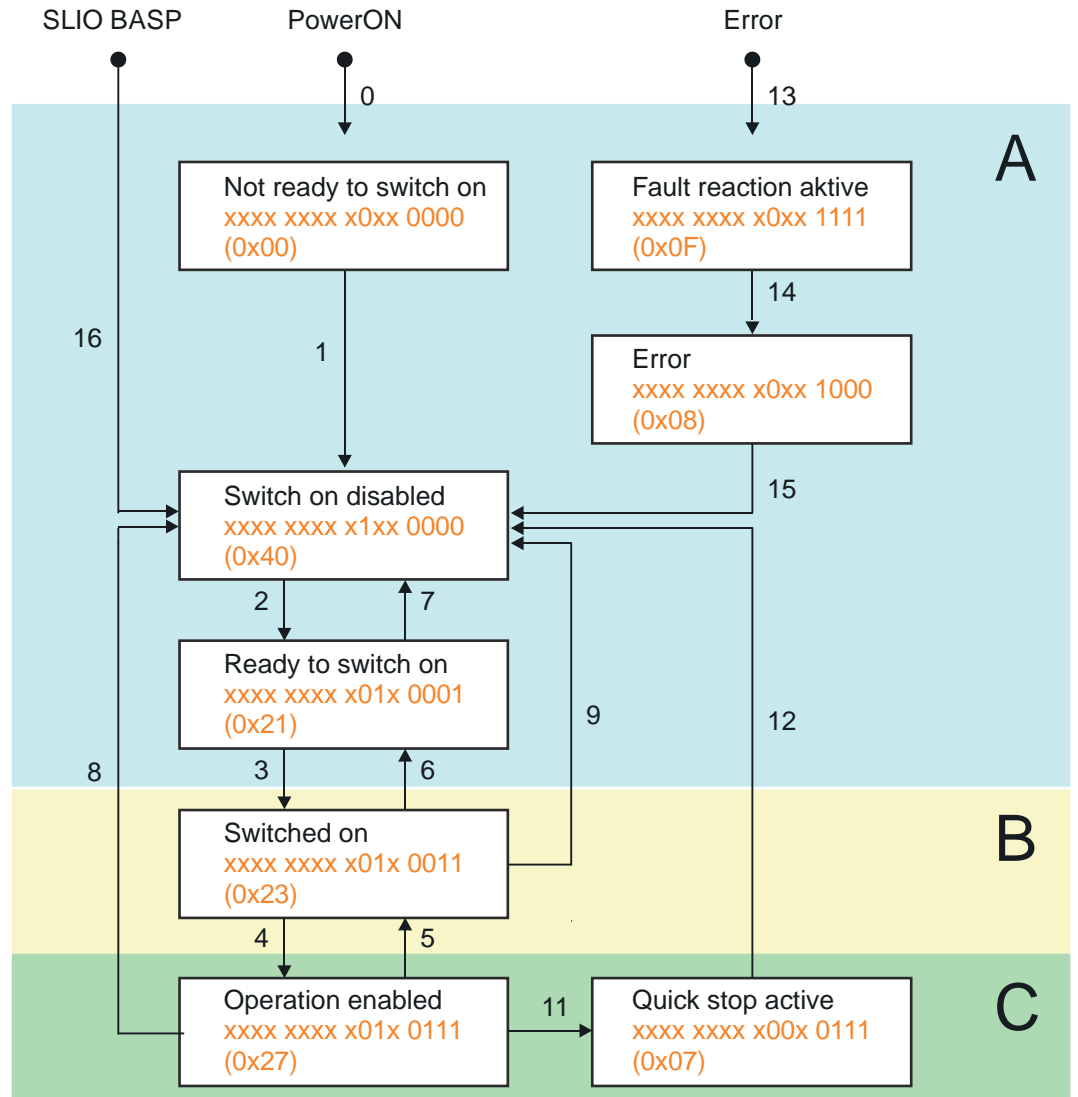 SLIO BASP
PowerON
Error
0
13
A
Not ready to switch on
xxxx xxxx x0xx 0000
(0x00)
Fault reaction aktive
xxxx xxxx x0xx 1111
(0x0F)
14
16
1
Error
xxxx xxxx x0xx 1000
(0x08)
15
Switch on disabled
xxxx xxxx x1xx 0000
(0x40)
2
7
Ready to switch on
xxxx xxxx x01x 0001
(0x21)
9
12
8
3
6
B
Switched on
xxxx xxxx x01x 0011
(0x23)
4
5
C
Operation enabled
xxxx xxxx x01x 0111
(0x27)
11
Quick stop active
xxxx xxxx x00x 0111
(0x07)